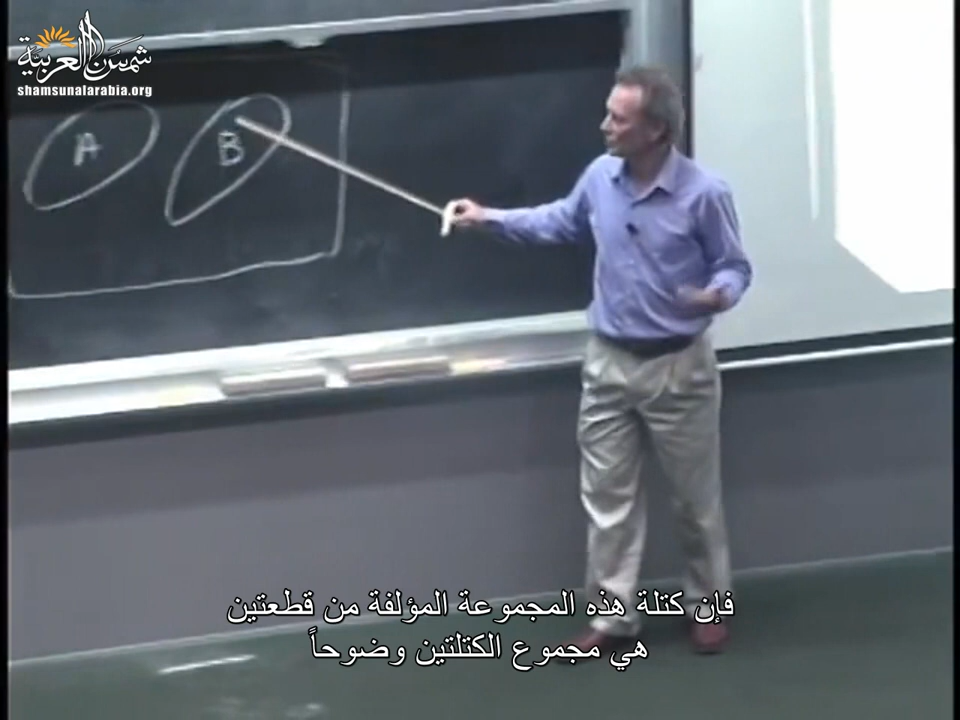 شمس العربية
shamsunalarabia.org
A B
فإن كتلة هذه المجموعة المؤلفة من قطعتين
هي مجموع الكتلتين وضوحاً